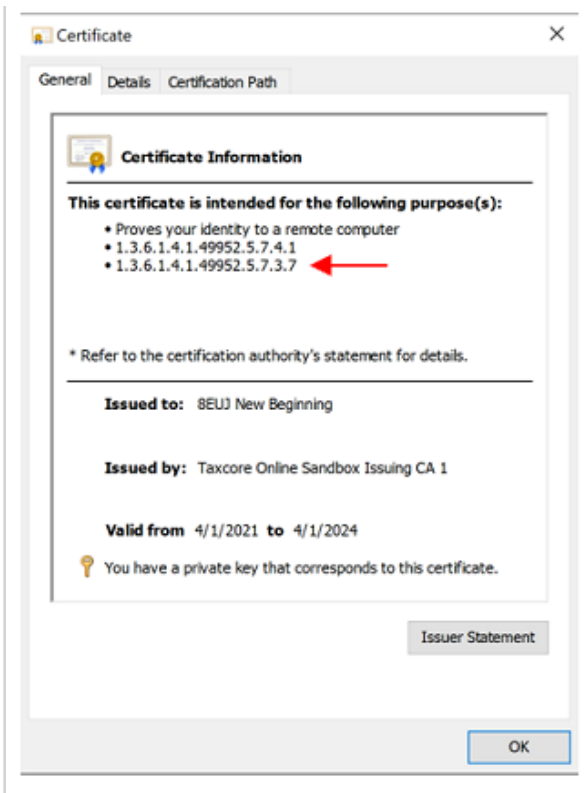 Certificate
General Details Certification Path
Certificate Information
This certificate is intended for the following purpose(s):
• Proves your identity to a remote computer
• 1.3.6.1.4.1.49952.5.7.4.1
• 1.3.6.1.4.1.49952.5.7.3.7
* Refer to the certification authority's statement for details.
Issued to: 8EUJ New Beginning
Issued by: Taxcore Online Sandbox Issuing CA 1
Valid from 4/1/2021 to 4/1/2024
You have a private key that corresponds to this certificate.
Issuer Statement
OK